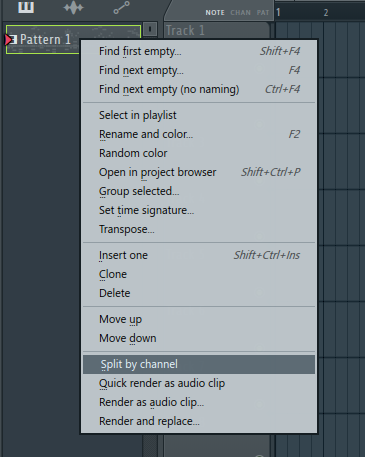 NOTE CHAN PAT
1
2
Pattern 1
Track 1
Find first empty... Shift+F4
Find next empty... F4
Find next empty (no naming) Ctrl+F4
Select in playlist
Rename and color... F2
Random color
Open in project browser Shift+Ctrl+P
Group selected...
Set time signature...
Transpose...
Insert one Shift+Ctrl+Ins
Clone
Delete
Move up
Move down
Split by channel
Quick render as audio clip
Render as audio clip...
Render and replace...